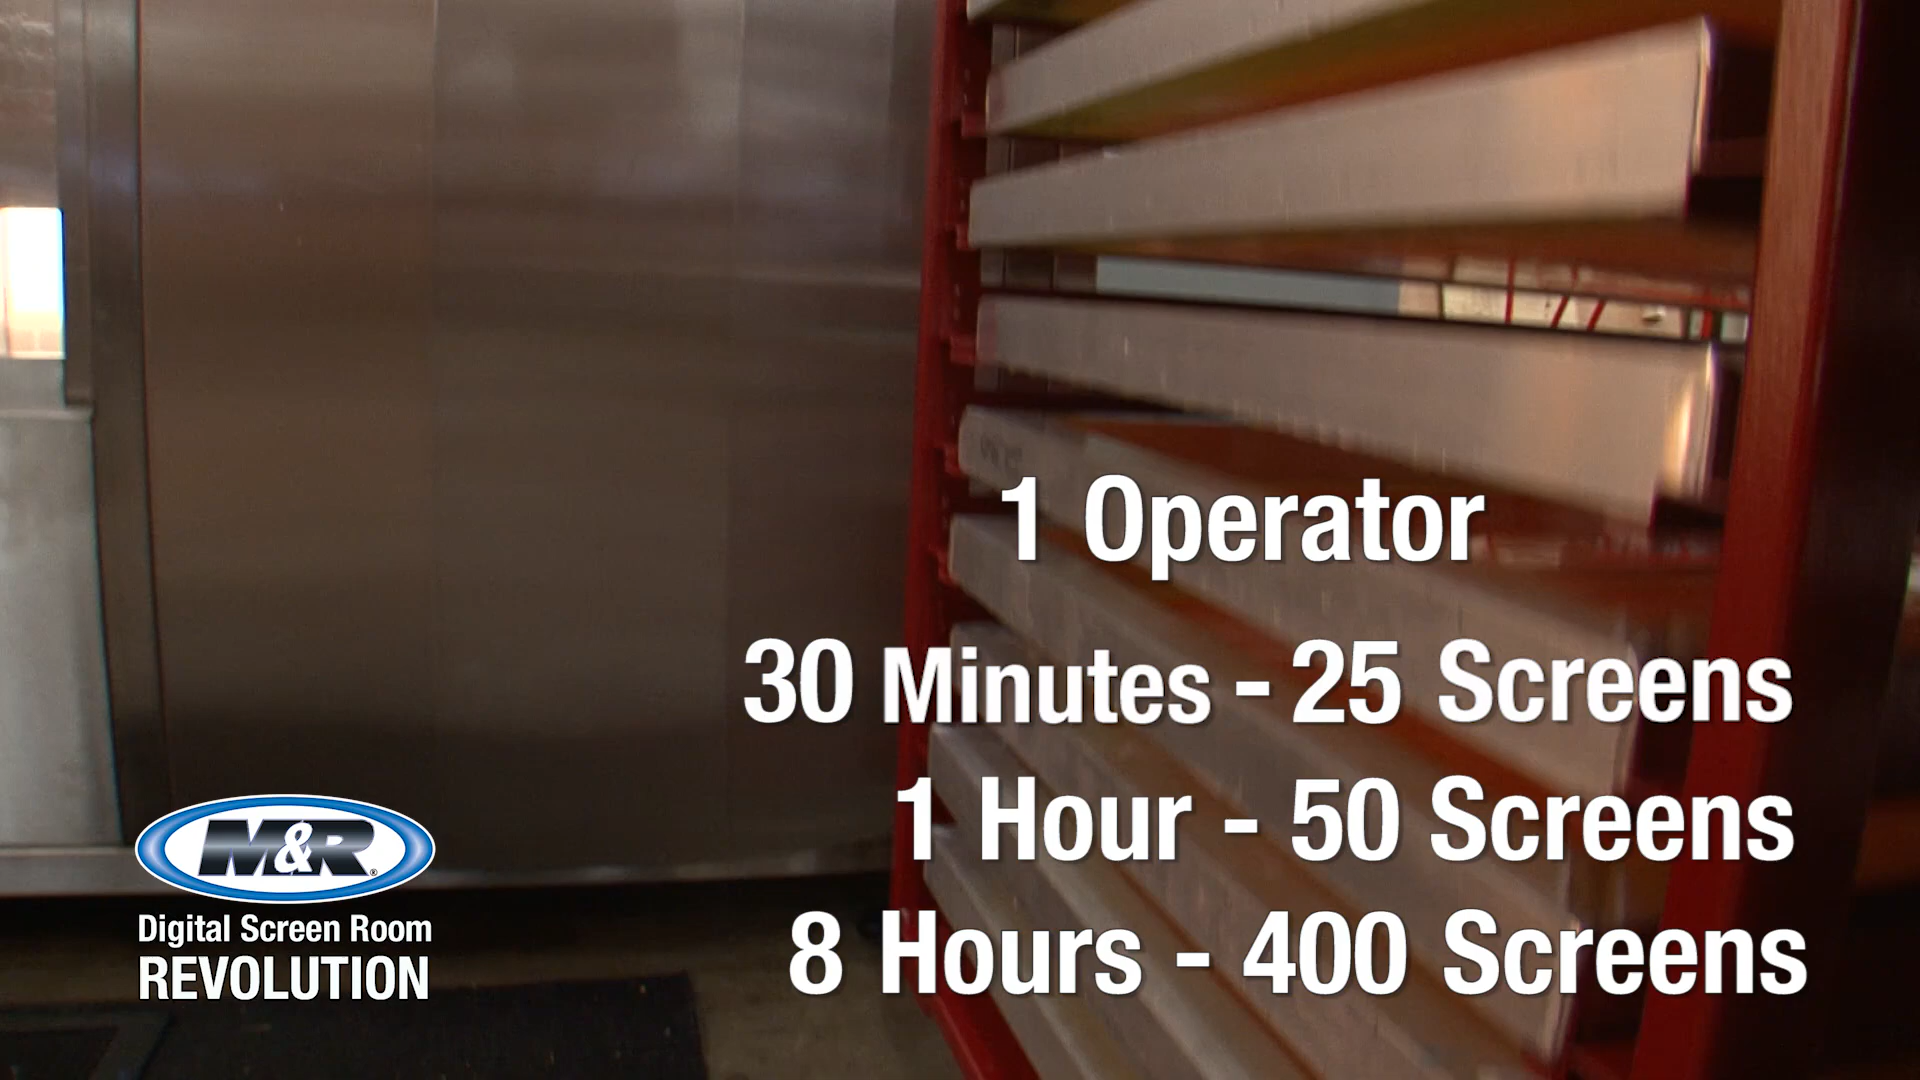 1 Operator
30 Minutes - 25 Screens
1 Hour - 50 Screens
8 Hours - 400 Screens
M&R®
Digital Screen Room
REVOLUTION